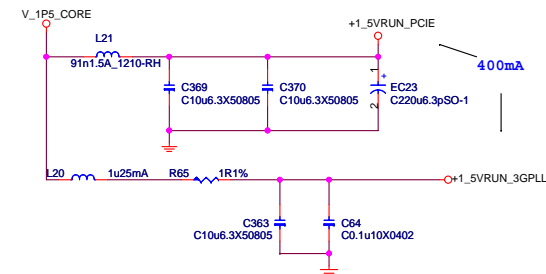 V_1P5_CORE
+1_5VRUN_PCIE
L21
91n1.5A_1210-RH
400mA
C369
C10u6.3X50805
C370
C10u6.3X50805
1
+
2
EC23
C220u6.3pSO-1
L20
1u25mA
R65
1R1%
+1_5VRUN_3GPLL
C363
C10u6.3X50805
C64
C0.1u10X0402